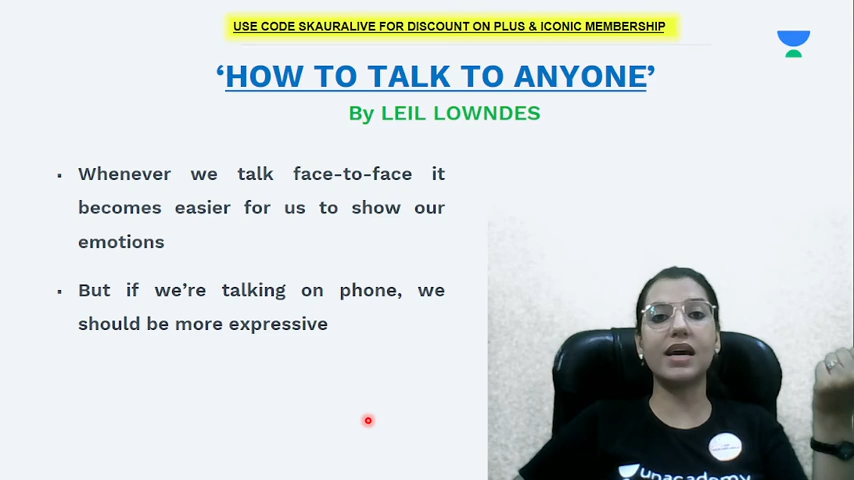 USE CODE SKAURALIVE FOR DISCOUNT ON PLUS & ICONIC MEMBERSHIP
‘HOW TO TALK TO ANYONE’
By LEIL LOWNDES
▪ Whenever we talk face-to-face it
becomes easier for us to show our
emotions
▪ But if we’re talking on phone, we
should be more expressive
unacademy